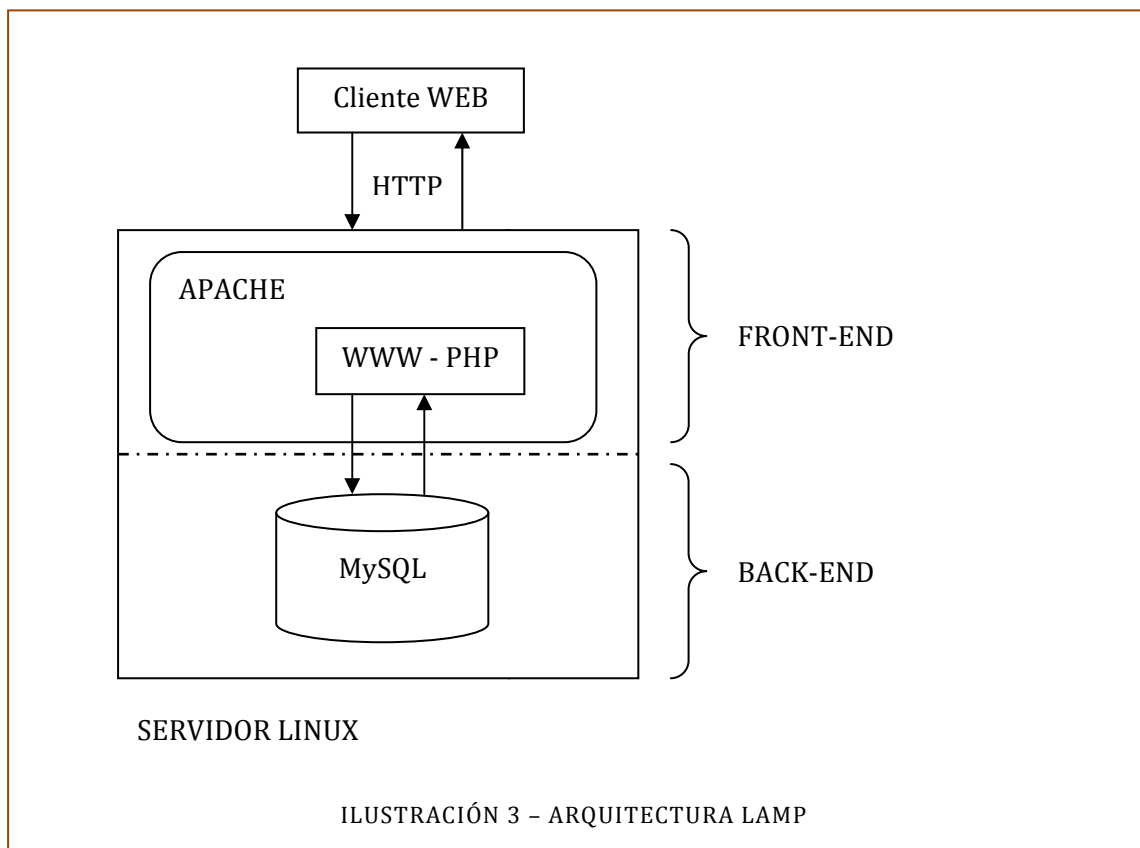 Cliente WEB
HTTP
APACHE
WWW - PHP
FRONT-END
MySQL
BACK-END
SERVIDOR LINUX
ILUSTRACIÓN 3 – ARQUITECTURA LAMP